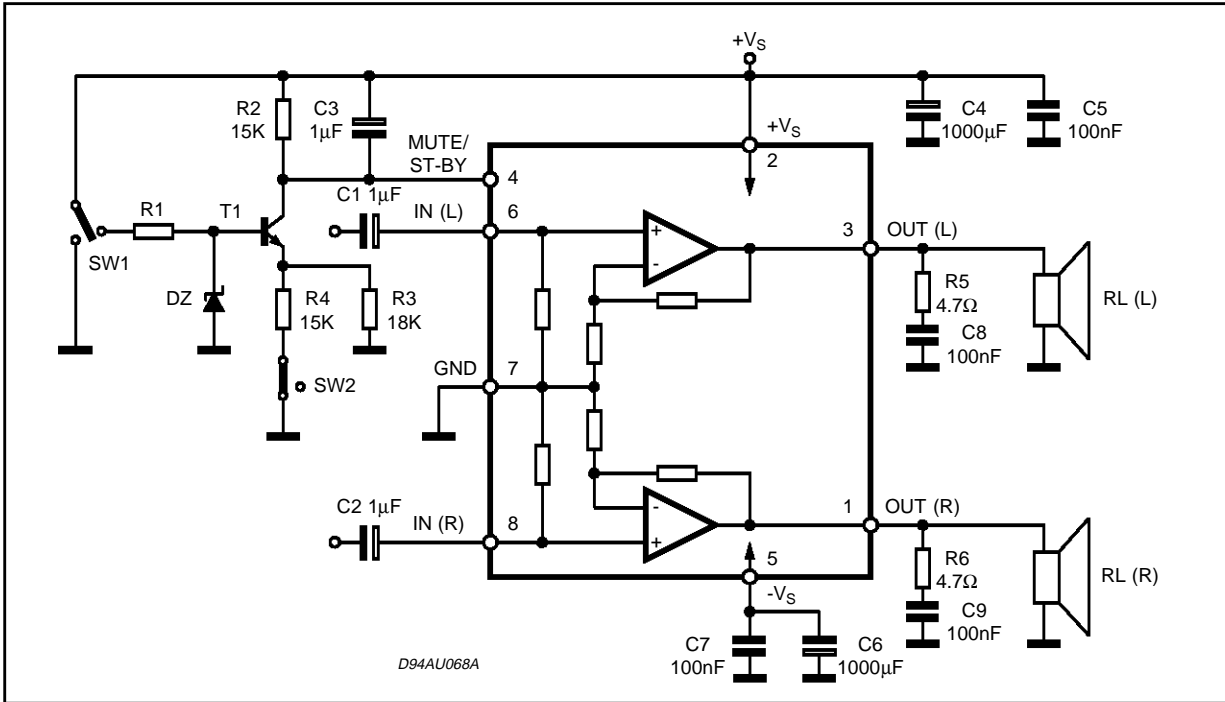 +VS
R2
15K
C3
1µF
C4
1000µF
C5
100nF
+VS
2
MUTE/
ST-BY
4
C1 1µF
IN (L)
6
R1
T1
SW1
3
OUT (L)
+
-
DZ
R4
15K
R3
18K
R5
4.7Ω
C8
100nF
RL (L)
GND
7
SW2
C2 1µF
IN (R)
8
-
+
1
OUT (R)
5
-VS
R6
4.7Ω
C9
100nF
RL (R)
C7
100nF
C6
1000µF
D94AU068A